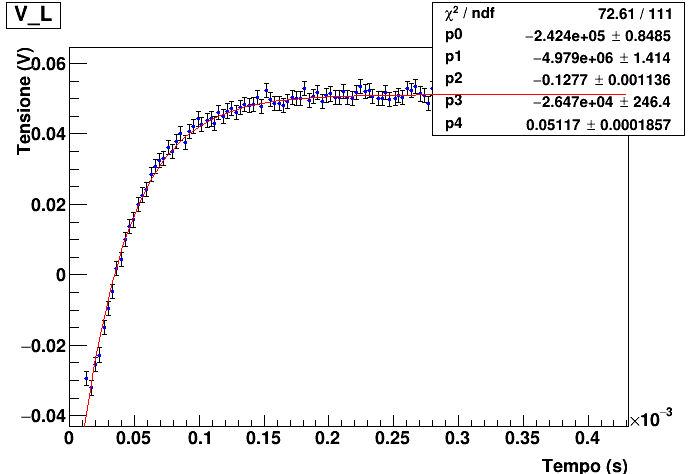 V_L
χ² / ndf 72.61 / 111
p0 −2.424e+05 ± 0.8485
p1 −4.979e+06 ± 1.414
p2 −0.1277 ± 0.001136
p3 −2.647e+04 ± 246.4
p4 0.05117 ± 0.0001857
Tensione (V)
0.06
0.04
0.02
0
−0.02
−0.04
0 0.05 0.1 0.15 0.2 0.25 0.3 0.35 0.4
×10⁻³
Tempo (s)